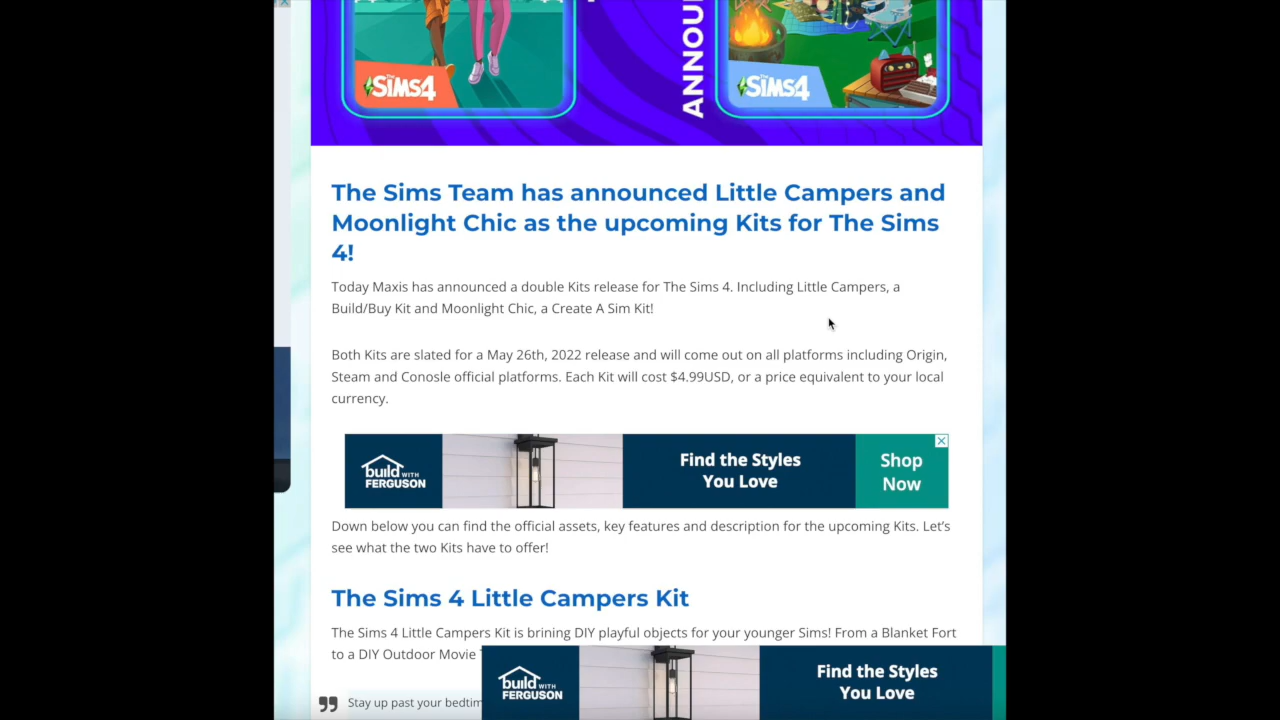 THE SIMS4
ANNOU
THE SIMS4
The Sims Team has announced Little Campers and
Moonlight Chic as the upcoming Kits for The Sims
4!
Today Maxis has announced a double Kits release for The Sims 4. Including Little Campers, a
Build/Buy Kit and Moonlight Chic, a Create A Sim Kit!
Both Kits are slated for a May 26th, 2022 release and will come out on all platforms including Origin,
Steam and Conosle official platforms. Each Kit will cost $4.99USD, or a price equivalent to your local
currency.
build WITH
FERGUSON
Find the Styles
You Love
Shop
Now
Down below you can find the official assets, key features and description for the upcoming Kits. Let's
see what the two Kits have to offer!
The Sims 4 Little Campers Kit
The Sims 4 Little Campers Kit is brining DIY playful objects for your younger Sims! From a Blanket Fort
to a DIY Outdoor Movie
Stay up past your bedtim
build WITH
FERGUSON
Find the Styles
You Love